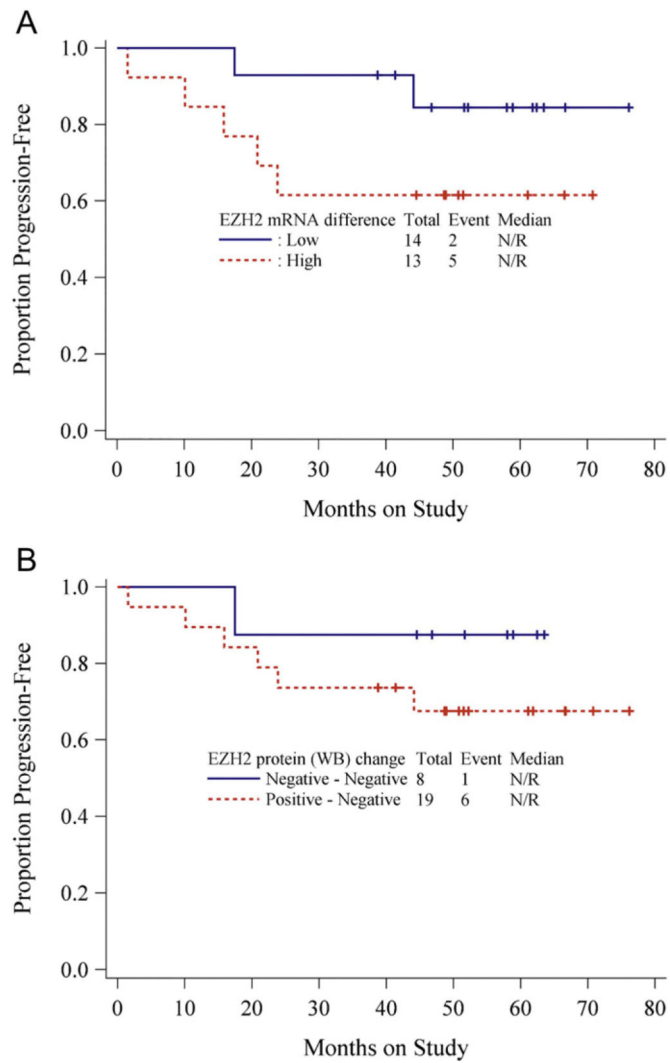 A
1.0
0.8
0.6
0.4
0.2
0.0
Proportion Progression-Free
EZH2 mRNA difference Total Event Median
: Low 14 2 N/R
: High 13 5 N/R
0 10 20 30 40 50 60 70 80
Months on Study
B
1.0
0.8
0.6
0.4
0.2
0.0
Proportion Progression-Free
EZH2 protein (WB) change Total Event Median
Negative - Negative 8 1 N/R
Positive - Negative 19 6 N/R
0 10 20 30 40 50 60 70 80
Months on Study